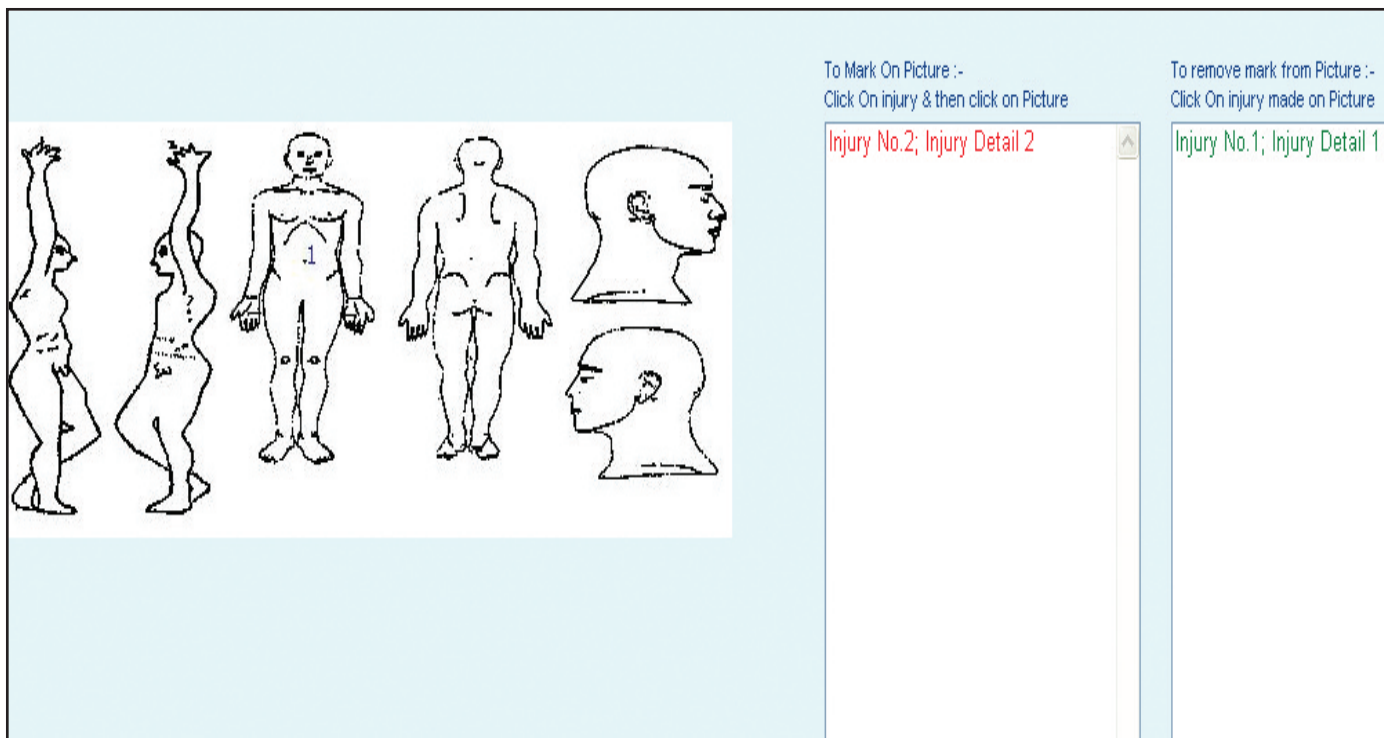 To Mark On Picture :-
Click On injury & then click on Picture
To remove mark from Picture :-
Click On injury made on Picture
Injury No.2; Injury Detail 2
Injury No.1; Injury Detail 1
1